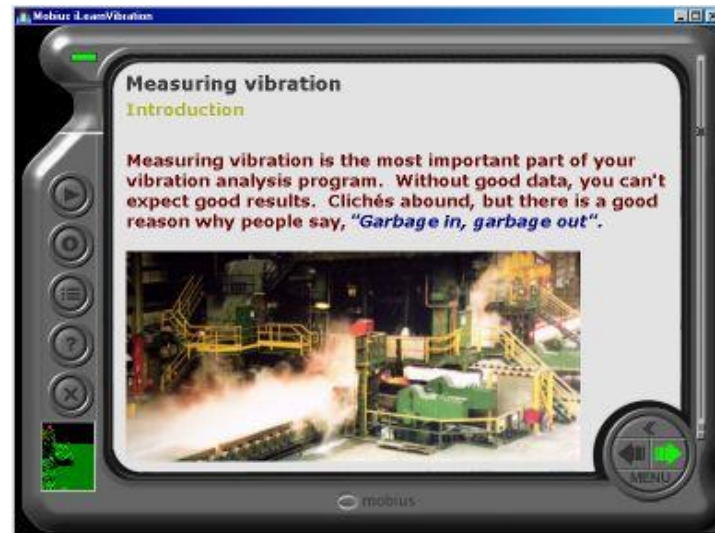 Mobius iLearnVibration
Measuring vibration
Introduction
Measuring vibration is the most important part of your
vibration analysis program.  Without good data, you can't
expect good results.  Clichés abound, but there is a good
reason why people say, "Garbage in, garbage out".
MENU
mobius